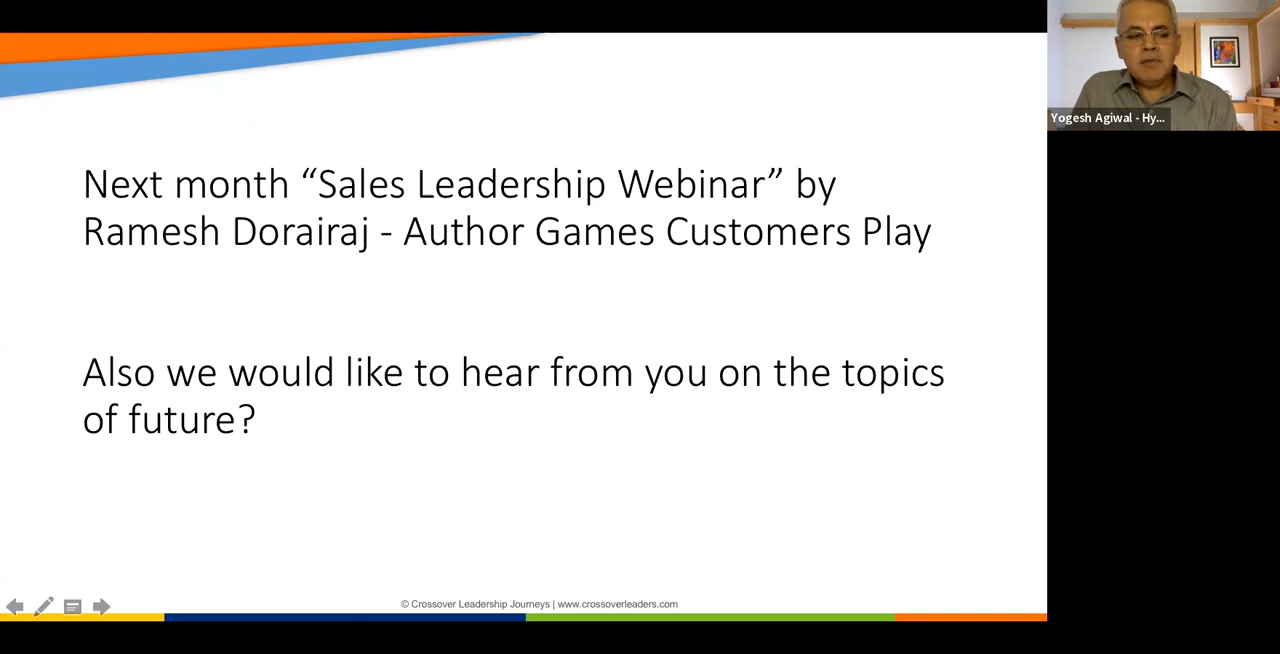 Next month “Sales Leadership Webinar” by
Ramesh Dorairaj - Author Games Customers Play
Also we would like to hear from you on the topics
of future?
© Crossover Leadership Journeys | www.crossoverleaders.com
Yogesh Agiwal - Hy...